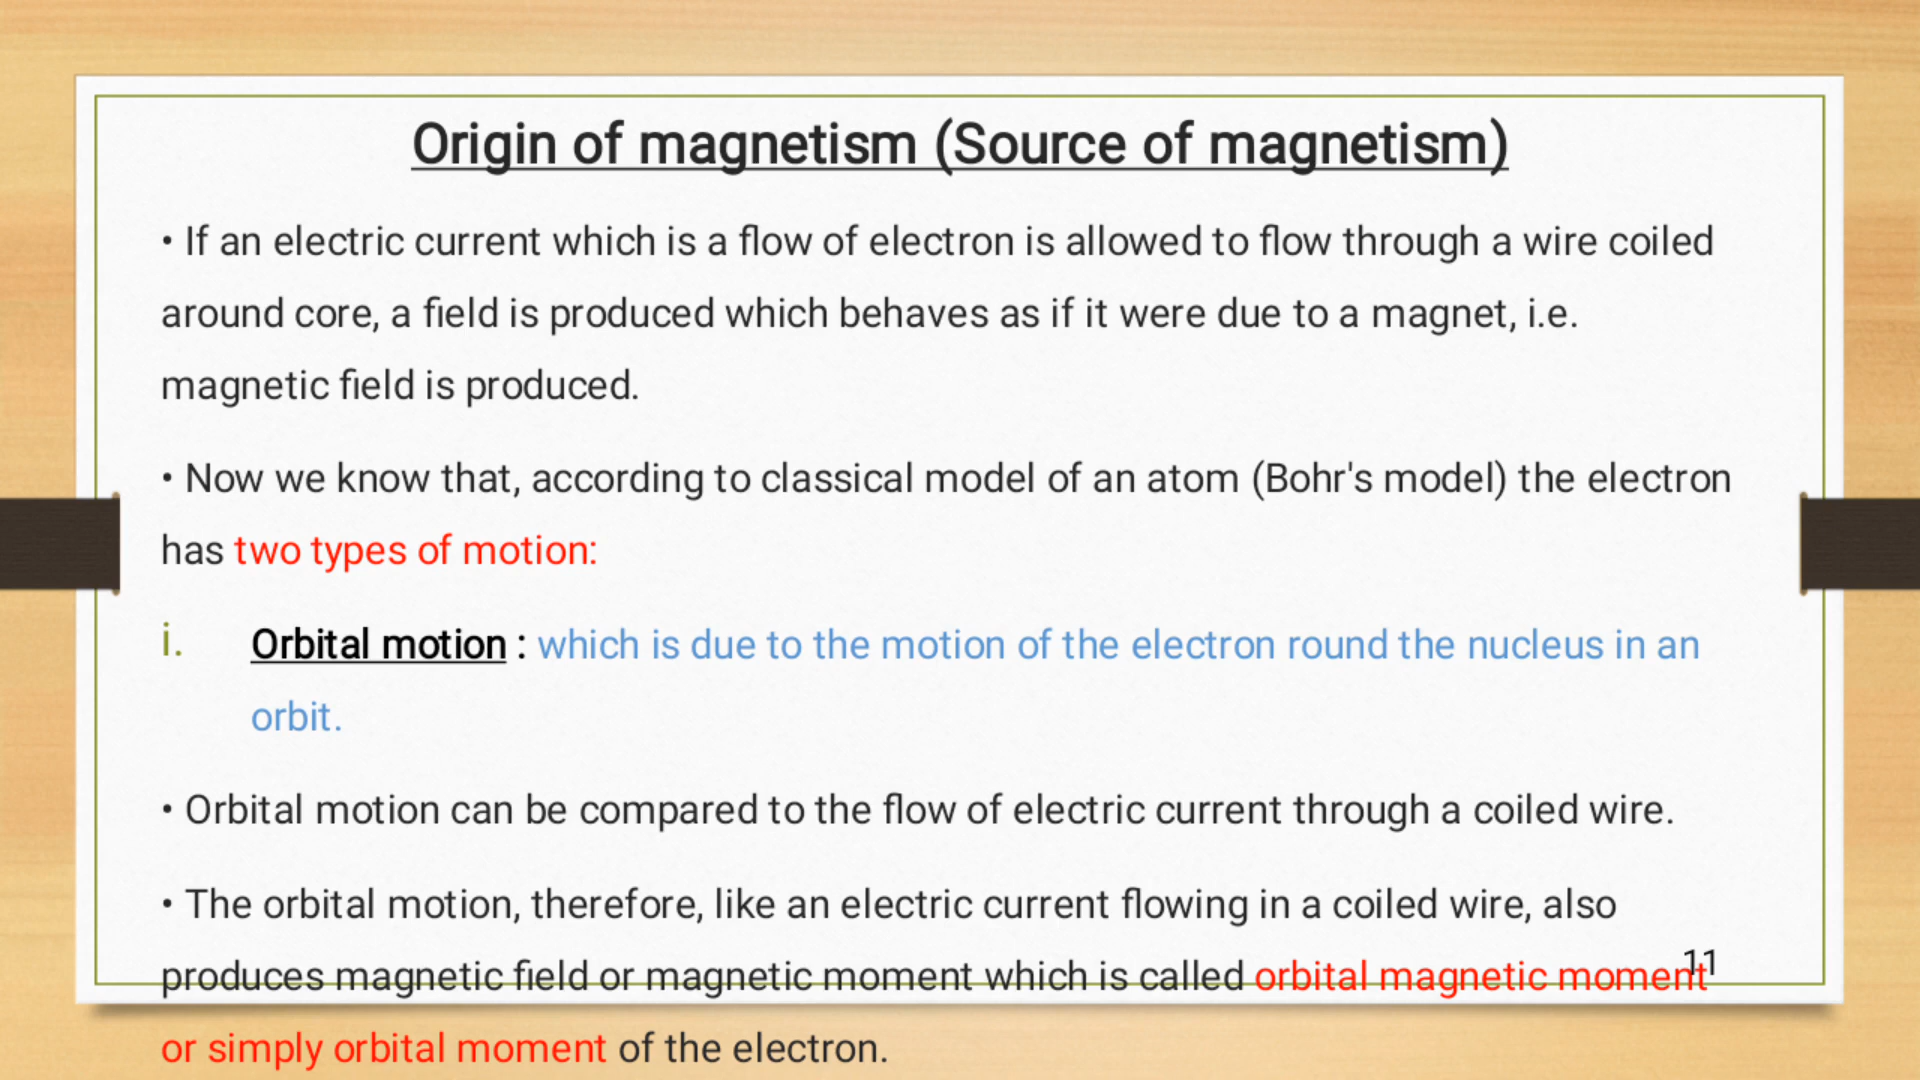 Origin of magnetism (Source of magnetism)
• If an electric current which is a flow of electron is allowed to flow through a wire coiled
around core, a field is produced which behaves as if it were due to a magnet, i.e.
magnetic field is produced.
• Now we know that, according to classical model of an atom (Bohr's model) the electron
has two types of motion:
i. Orbital motion : which is due to the motion of the electron round the nucleus in an
orbit.
• Orbital motion can be compared to the flow of electric current through a coiled wire.
• The orbital motion, therefore, like an electric current flowing in a coiled wire, also
produces magnetic field or magnetic moment which is called orbital magnetic moment
or simply orbital moment of the electron.
11